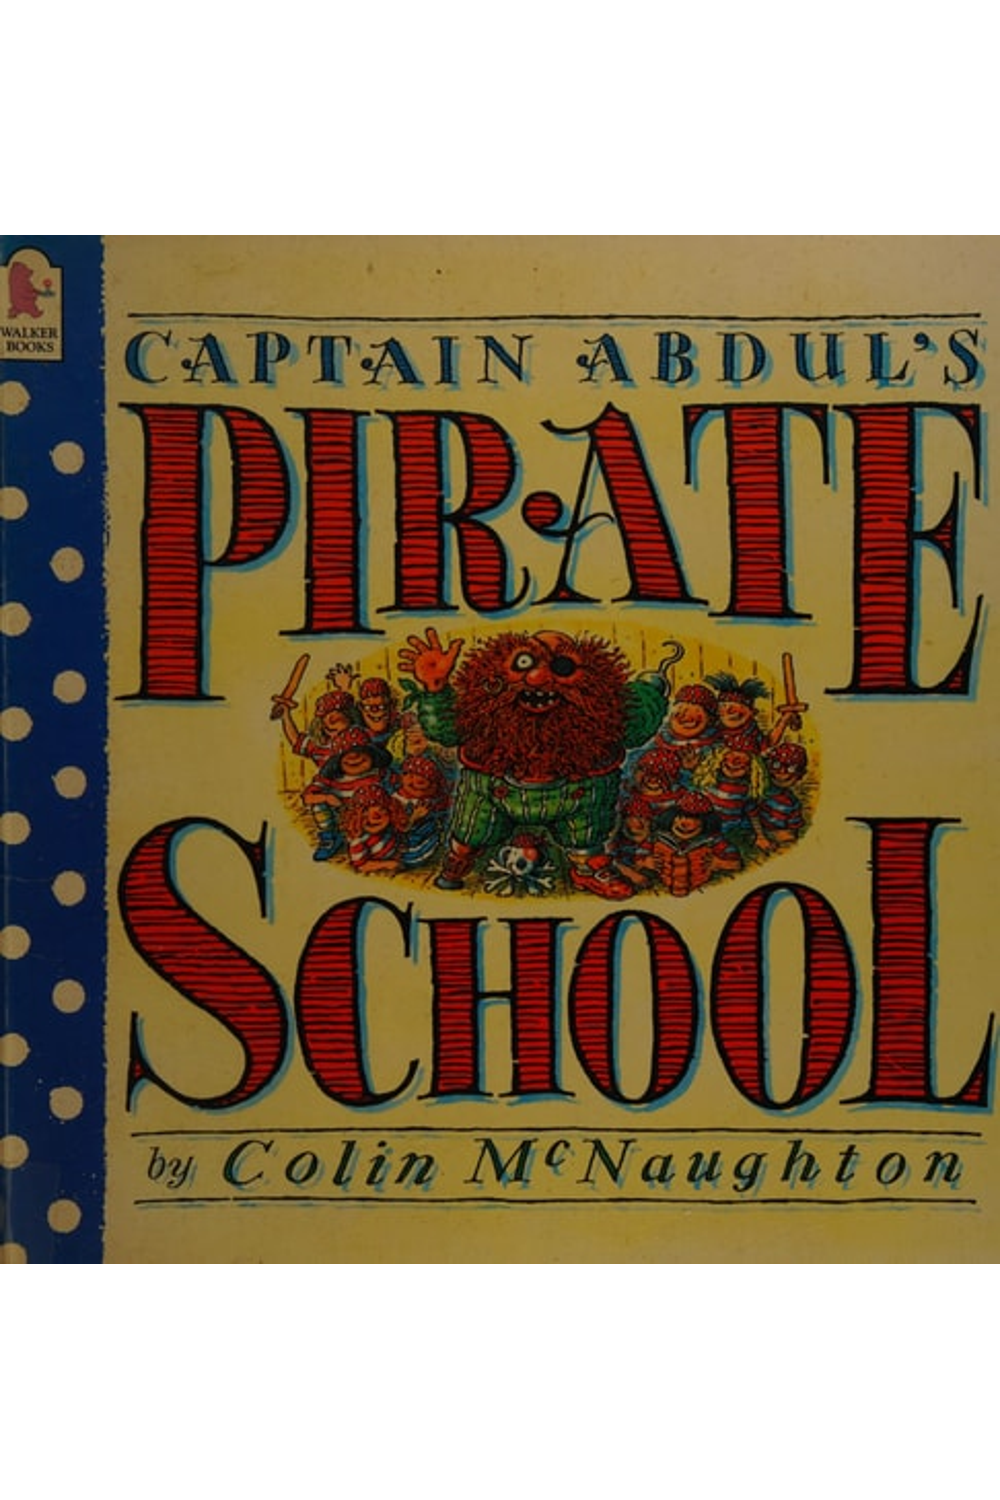 WALKER
BOOKS
CAPTAIN ABDUL'S
PIRATE
SCHOOL
by Colin McNaughton